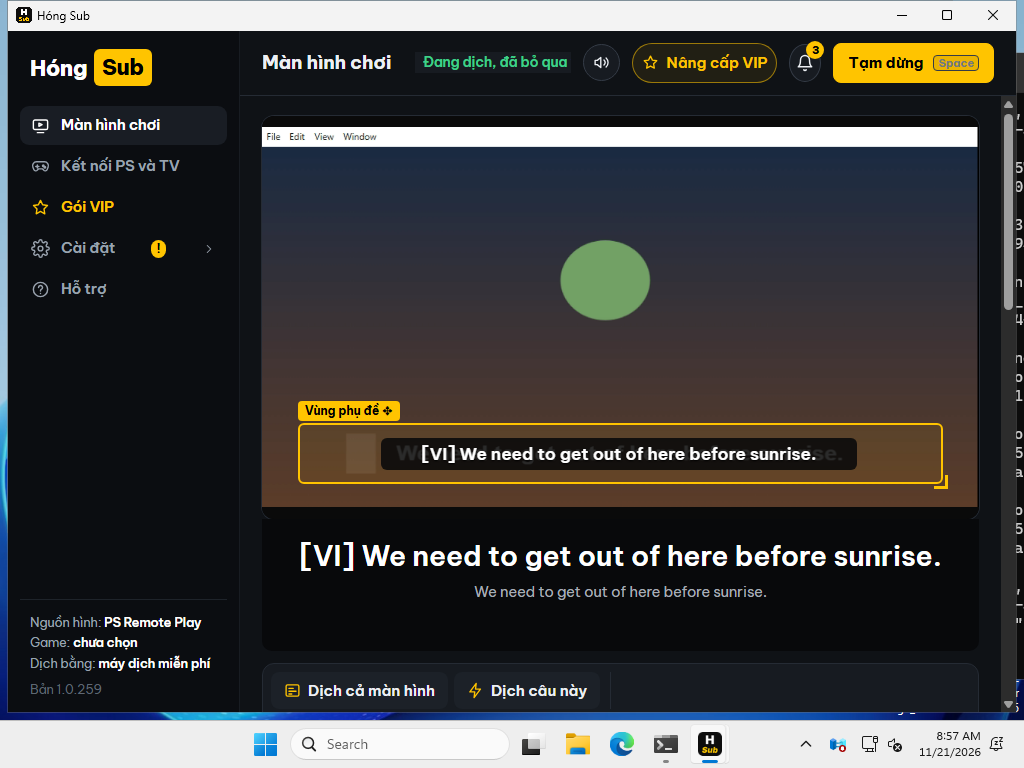 Hóng Sub
Hóng Sub
Màn hình chơi
Đang dịch, đã bỏ qua
Nâng cấp VIP
3
Tạm dừng Space
Màn hình chơi
Kết nối PS và TV
Gói VIP
Cài đặt !
Hỗ trợ
File Edit View Window
Vùng phụ đề
[VI] We need to get out of here before sunrise.
[VI] We need to get out of here before sunrise.
We need to get out of here before sunrise.
Nguồn hình: PS Remote Play
Game: chưa chọn
Dịch bằng: máy dịch miễn phí
Bản 1.0.259
Dịch cả màn hình
Dịch câu này
Search
H
Sub
8:57 AM
11/21/2026